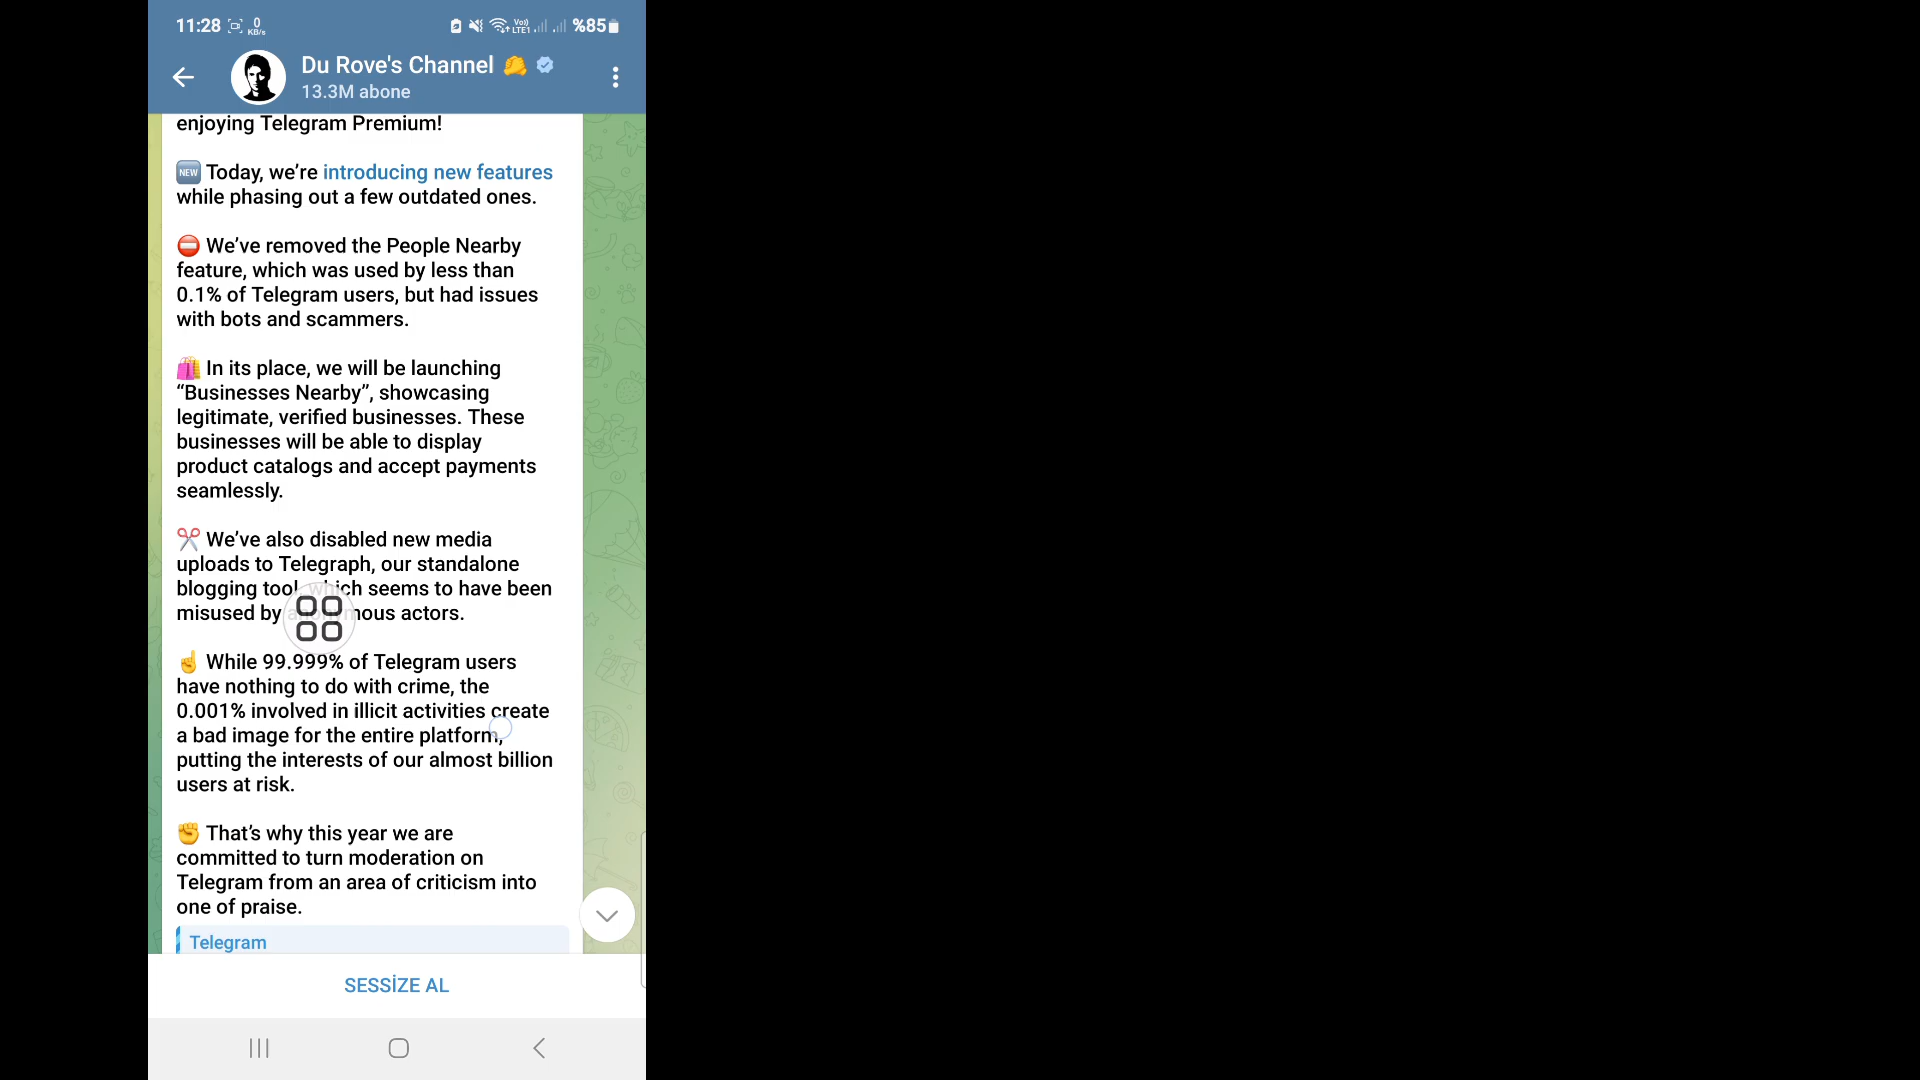 11:28 0 KB/s Vo)) LTE1 %85
Du Rove's Channel
13.3M abone
enjoying Telegram Premium!
NEW Today, we’re introducing new features
while phasing out a few outdated ones.
We’ve removed the People Nearby
feature, which was used by less than
0.1% of Telegram users, but had issues
with bots and scammers.
In its place, we will be launching
“Businesses Nearby”, showcasing
legitimate, verified businesses. These
businesses will be able to display
product catalogs and accept payments
seamlessly.
We’ve also disabled new media
uploads to Telegraph, our standalone
blogging tool, which seems to have been
misused by anonymous actors.
While 99.999% of Telegram users
have nothing to do with crime, the
0.001% involved in illicit activities create
a bad image for the entire platform,
putting the interests of our almost billion
users at risk.
That’s why this year we are
committed to turn moderation on
Telegram from an area of criticism into
one of praise.
Telegram
SESSİZE AL